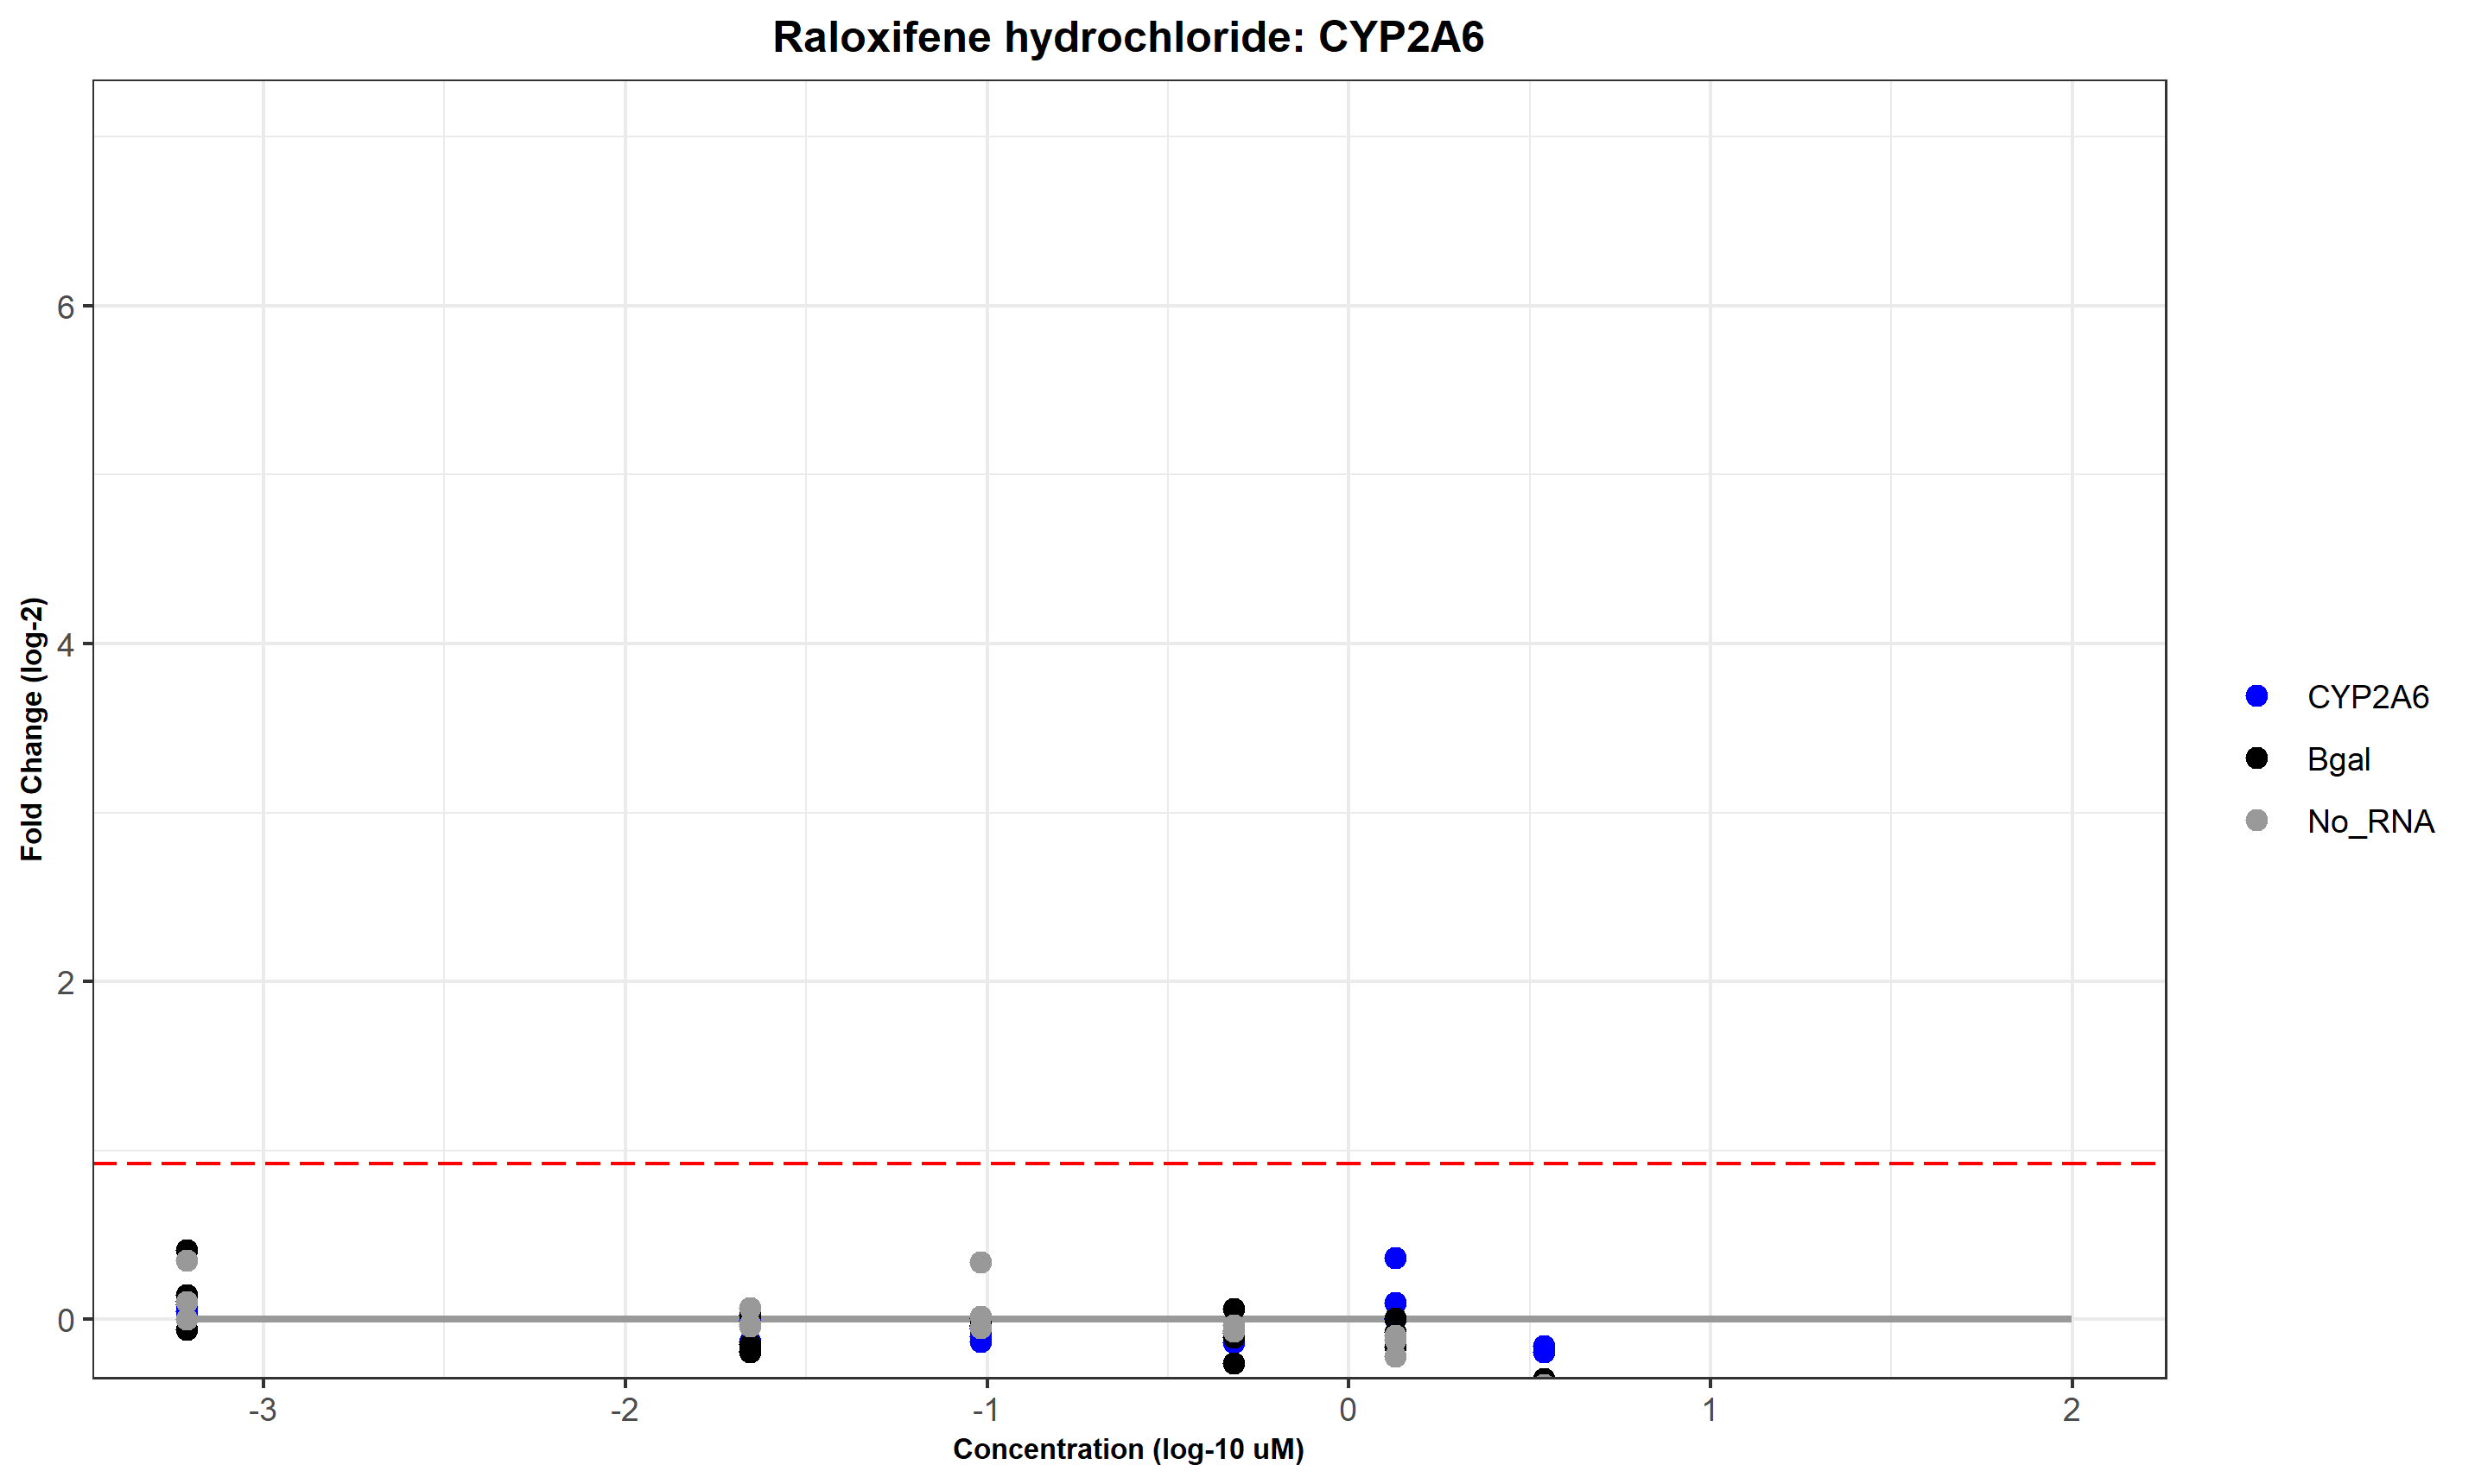 Raloxifene hydrochloride: CYP2A6
Fold Change (log-2)
6
4
2
0
-3
-2
-1
0
1
2
Concentration (log-10 uM)
CYP2A6
Bgal
No_RNA